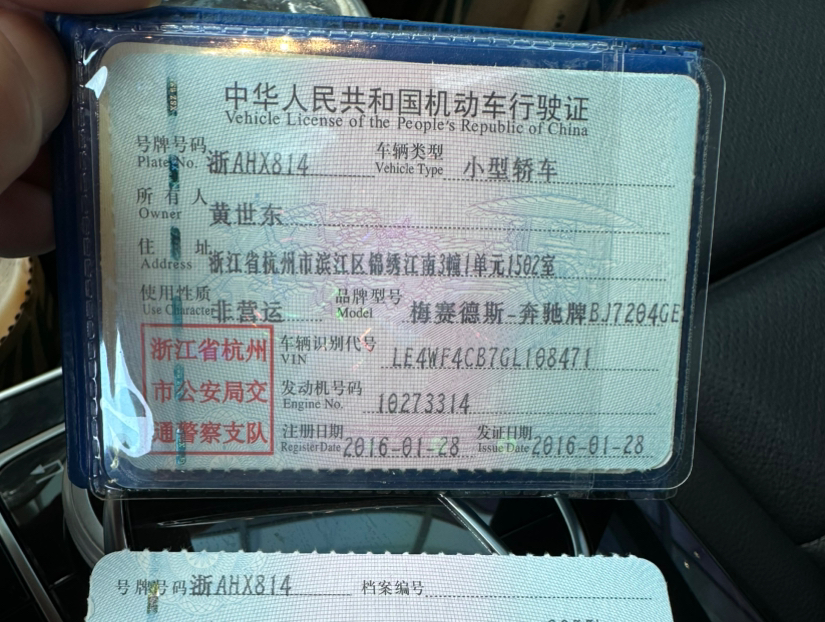 中华人民共和国机动车行驶证
Vehicle License of the People's Republic of China
号牌号码 Plate No. 浙AHX814 车辆类型 Vehicle Type 小型轿车
所有人 Owner 黄世东
住址 Address 浙江省杭州市滨江区锦绣江南3幢1单元1502室
使用性质 Use Character 非营运 品牌型号 Model 梅赛德斯-奔驰牌BJ7204GE
浙江省杭州
市公安局交
通警察支队
车辆识别代号 VIN LE4WF4CB7GL108471
发动机号码 Engine No. 10273314
注册日期 Register Date 2016-01-28 发证日期 Issue Date 2016-01-28
号牌号码 浙AHX814 档案编号